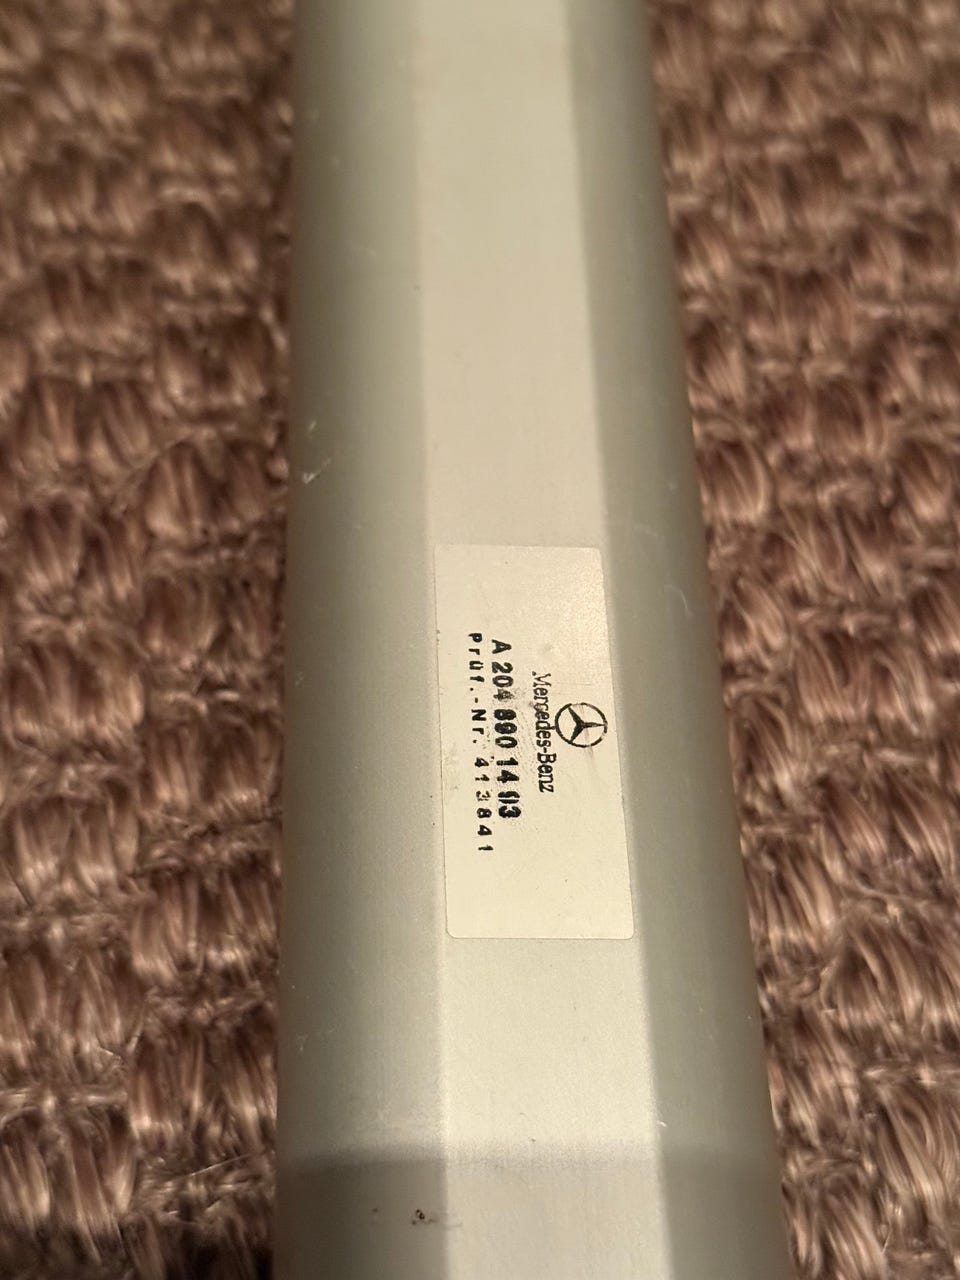 Mercedes-Benz
A 204 890 14 03
Prüf.-Nr. 413841